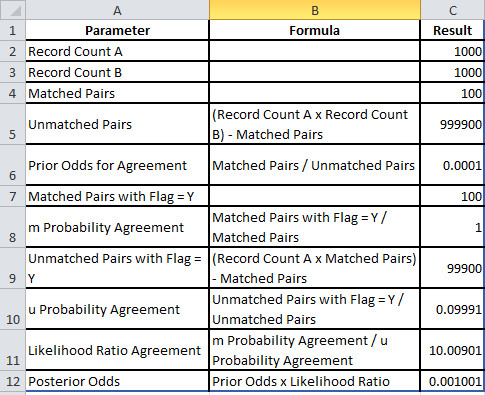 A B C
1 Parameter Formula Result
2 Record Count A 1000
3 Record Count B 1000
4 Matched Pairs 100
(Record Count A x Record Count
5 Unmatched Pairs B) - Matched Pairs 999900
6 Prior Odds for Agreement Matched Pairs / Unmatched Pairs 0.0001
7 Matched Pairs with Flag = Y 100
Matched Pairs with Flag = Y /
8 m Probability Agreement Matched Pairs 1
Unmatched Pairs with Flag = (Record Count A x Matched Pairs)
9 Y - Matched Pairs 99900
Unmatched Pairs with Flag = Y /
10 u Probability Agreement Unmatched Pairs 0.09991
m Probability Agreement / u
11 Likelihood Ratio Agreement Probability Agreement 10.00901
12 Posterior Odds Prior Odds x Likelihood Ratio 0.001001